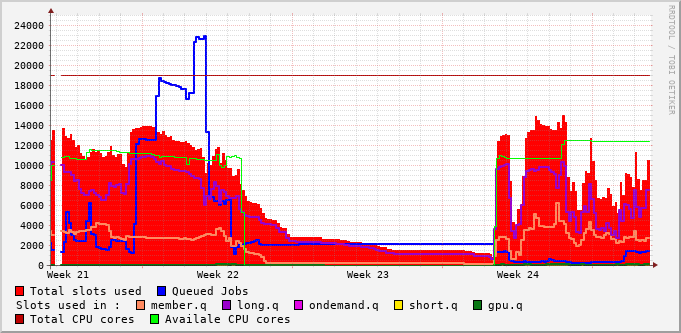 24000
22000
20000
18000
16000
14000
12000
10000
8000
6000
4000
2000
0
Week 21 Week 22 Week 23 Week 24
Total slots used Queued Jobs
Slots used in : member.q long.q ondemand.q short.q gpu.q
Total CPU cores Availale CPU cores
RRDTOOL / TOBI OETIKER